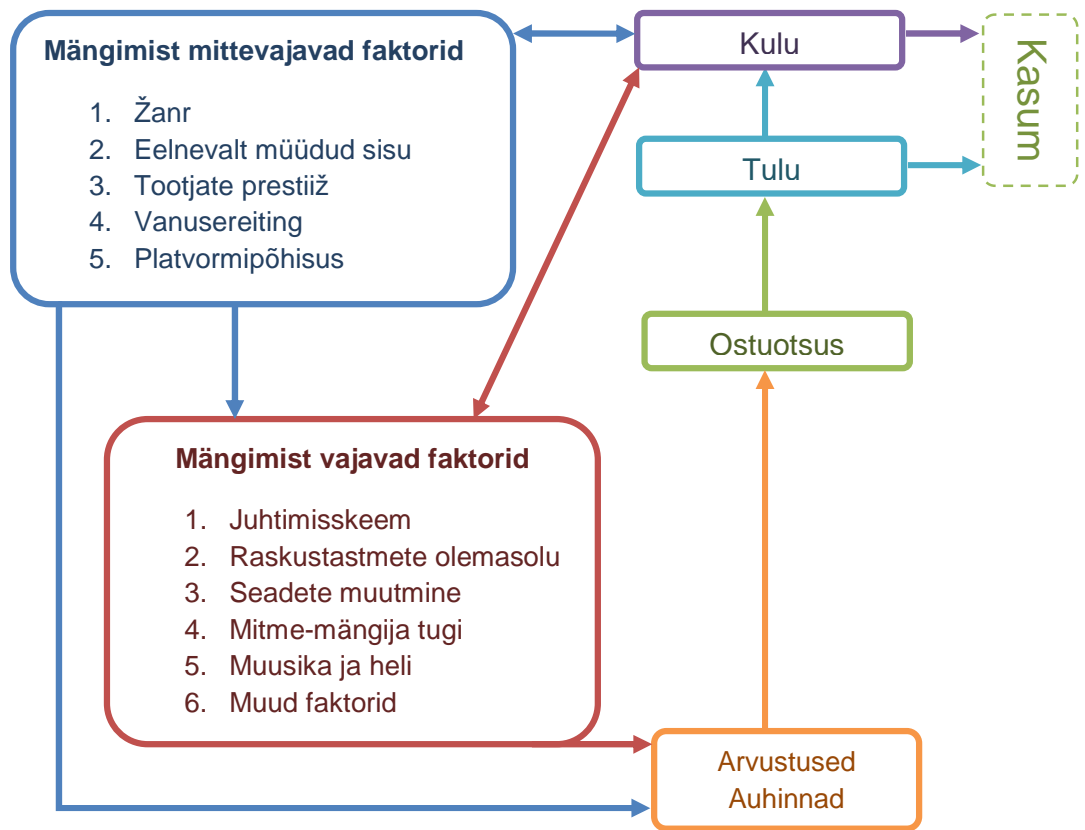 Mängimist mittevajavad faktorid
1. Žanr
2. Eelnevalt müüdud sisu
3. Tootjate prestiiž
4. Vanusereiting
5. Platvormipõhisus
Kulu
Kasum
Tulu
Ostuotsus
Mängimist vajavad faktorid
1. Juhtimisskeem
2. Raskustastmete olemasolu
3. Seadete muutmine
4. Mitme-mängija tugi
5. Muusika ja heli
6. Muud faktorid
Arvustused
Auhinnad